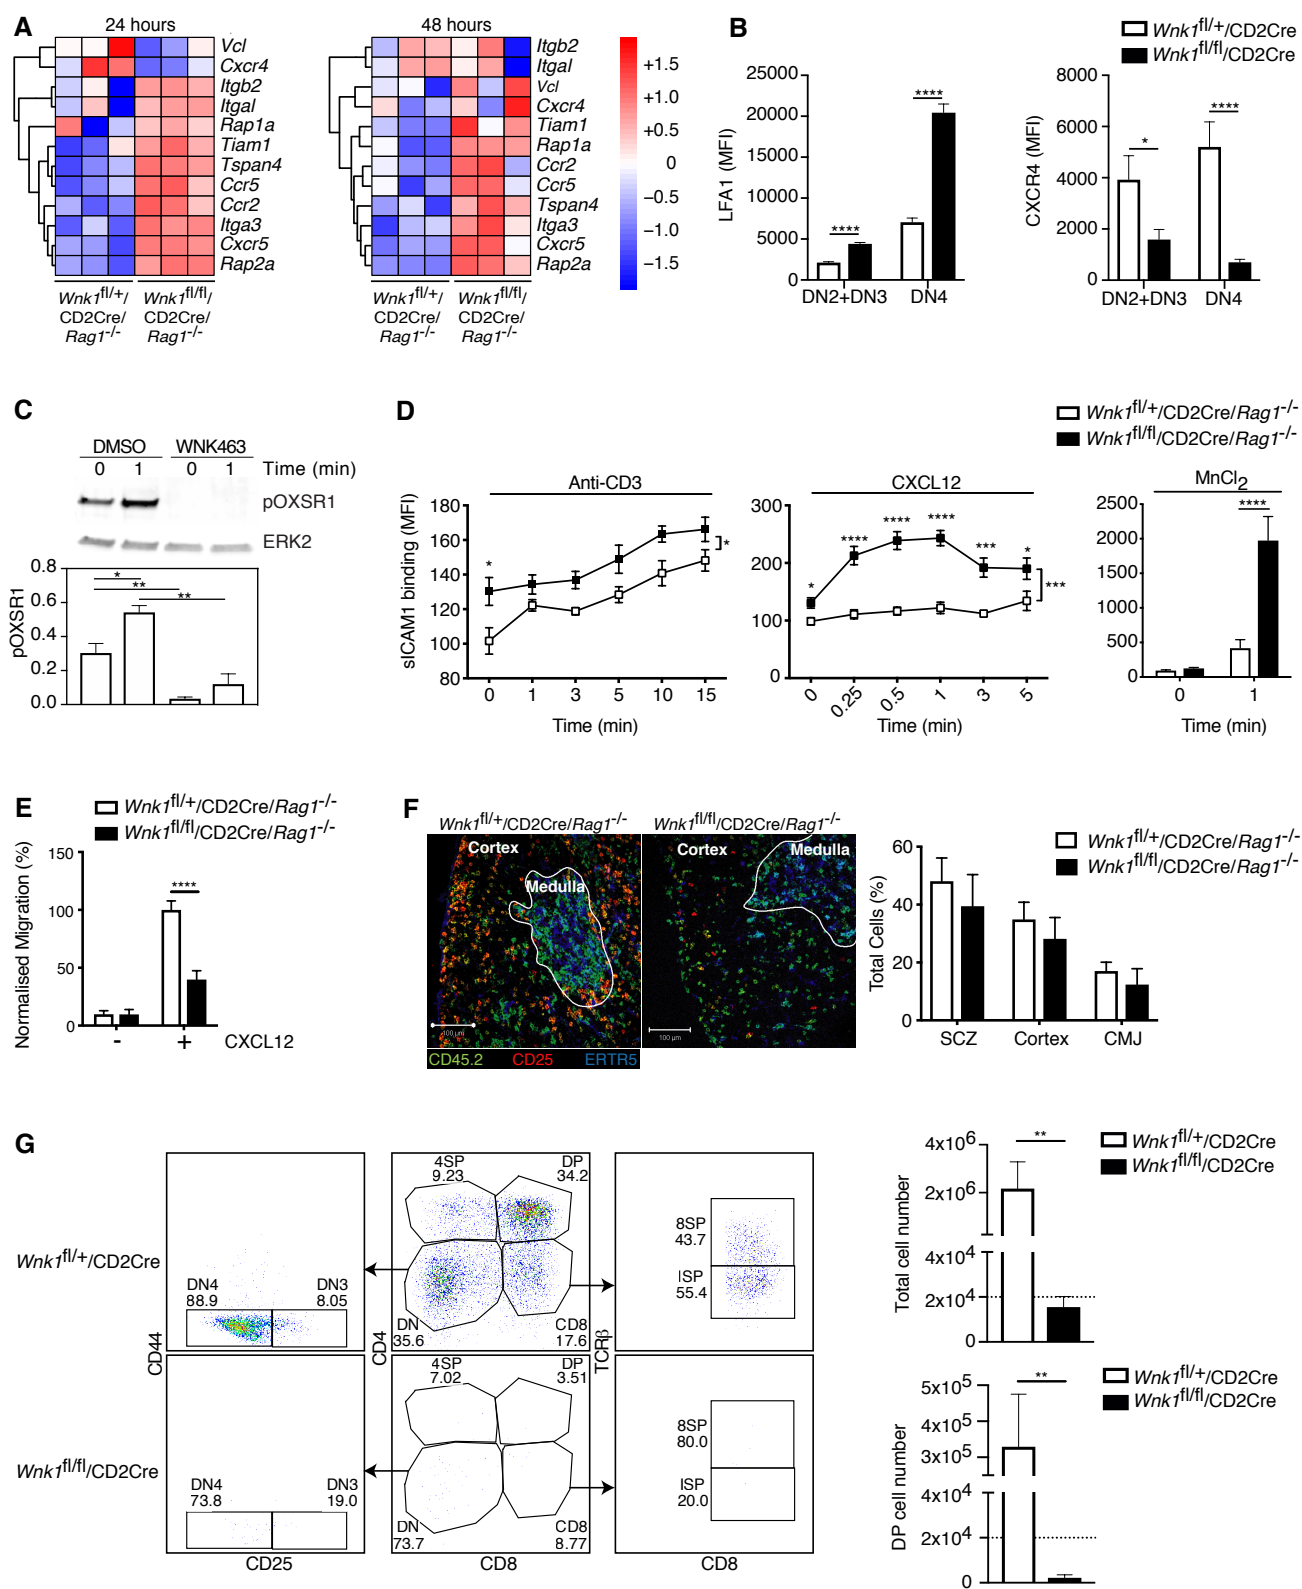 A
24 hours
Vcl
Cxcr4
Itgb2
Itgal
Rap1a
Tiam1
Tspan4
Ccr5
Ccr2
Itga3
Cxcr5
Rap2a
Wnk1fl/+/
CD2Cre/
Rag1-/-
Wnk1fl/fl/
CD2Cre/
Rag1-/-
48 hours
Itgb2
Itgal
Vcl
Cxcr4
Tiam1
Rap1a
Ccr2
Ccr5
Tspan4
Itga3
Cxcr5
Rap2a
Wnk1fl/+/
CD2Cre/
Rag1-/-
Wnk1fl/fl/
CD2Cre/
Rag1-/-
+1.5
+1.0
+0.5
0
−0.5
−1.0
−1.5
B
Wnk1fl/+/CD2Cre
Wnk1fl/fl/CD2Cre
LFA1 (MFI)
25000
20000
15000
10000
5000
0
****
****
DN2+DN3
DN4
CXCR4 (MFI)
8000
6000
4000
2000
0
*
****
DN2+DN3
DN4
C
DMSO
WNK463
0
1
0
1
Time (min)
pOXSR1
ERK2
pOXSR1
0.8
0.6
0.4
0.2
0.0
*
**
**
D
Wnk1fl/+/CD2Cre/Rag1-/-
Wnk1fl/fl/CD2Cre/Rag1-/-
sICAM1 binding (MFI)
Anti-CD3
180
160
140
120
100
80
*
*
0
1
3
5
10
15
Time (min)
CXCL12
300
200
100
0
*
****
****
****
***
*
***
0
0.25
0.5
1
3
5
Time (min)
MnCl2
2500
2000
1500
1000
500
0
****
0
1
Time (min)
E
Wnk1fl/+/CD2Cre/Rag1-/-
Wnk1fl/fl/CD2Cre/Rag1-/-
Normalised Migration (%)
150
100
50
0
****
-
+
CXCL12
F
Wnk1fl/+/CD2Cre/Rag1-/-
Wnk1fl/fl/CD2Cre/Rag1-/-
Cortex
Medulla
100 µm
Cortex
Medulla
100 µm
CD45.2
CD25
ERTR5
Wnk1fl/+/CD2Cre/Rag1-/-
Wnk1fl/fl/CD2Cre/Rag1-/-
Total Cells (%)
60
40
20
0
SCZ
Cortex
CMJ
G
Wnk1fl/+/CD2Cre
DN4
88.9
DN3
8.05
4SP
9.23
DP
34.2
DN
35.6
CD8
17.6
8SP
43.7
ISP
55.4
CD44
CD4
TCRβ
Wnk1fl/fl/CD2Cre
DN4
73.8
DN3
19.0
4SP
7.02
DP
3.51
DN
73.7
CD8
8.77
8SP
80.0
ISP
20.0
CD25
CD8
CD8
Wnk1fl/+/CD2Cre
Wnk1fl/fl/CD2Cre
Total cell number
4x10⁶
2x10⁶
4x10⁴
2x10⁴
0
**
Wnk1fl/+/CD2Cre
Wnk1fl/fl/CD2Cre
DP cell number
5x10⁵
4x10⁵
3x10⁵
4x10⁴
2x10⁴
0
**